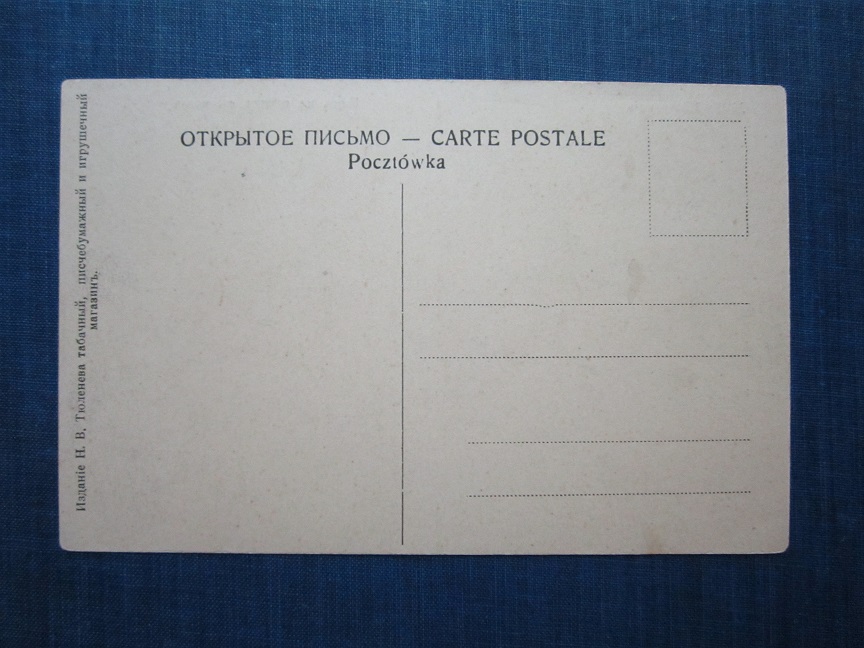 ОТКРЫТОЕ ПИСЬМО — CARTE POSTALE
Pocztówka
Изданіе Н. В. Тюленева табачный, писчебумажный и игрушечный
магазинъ.